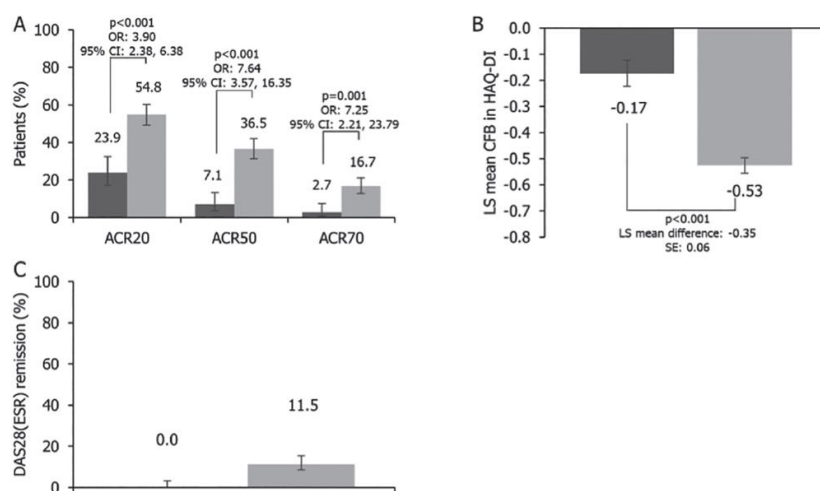 A
Patients (%)
100
80
60
40
20
0
p<0.001
OR: 3.90
95% CI: 2.38, 6.38
23.9
54.8
p<0.001
OR: 7.64
95% CI: 3.57, 16.35
7.1
36.5
p=0.001
OR: 7.25
95% CI: 2.21, 23.79
2.7
16.7
ACR20
ACR50
ACR70
B
LS mean CFB in HAQ-DI
0.0
-0.1
-0.2
-0.3
-0.4
-0.5
-0.6
-0.7
-0.8
-0.17
-0.53
p<0.001
LS mean difference: -0.35
SE: 0.06
C
DAS28(ESR) remission (%)
100
80
60
40
20
0
0.0
11.5